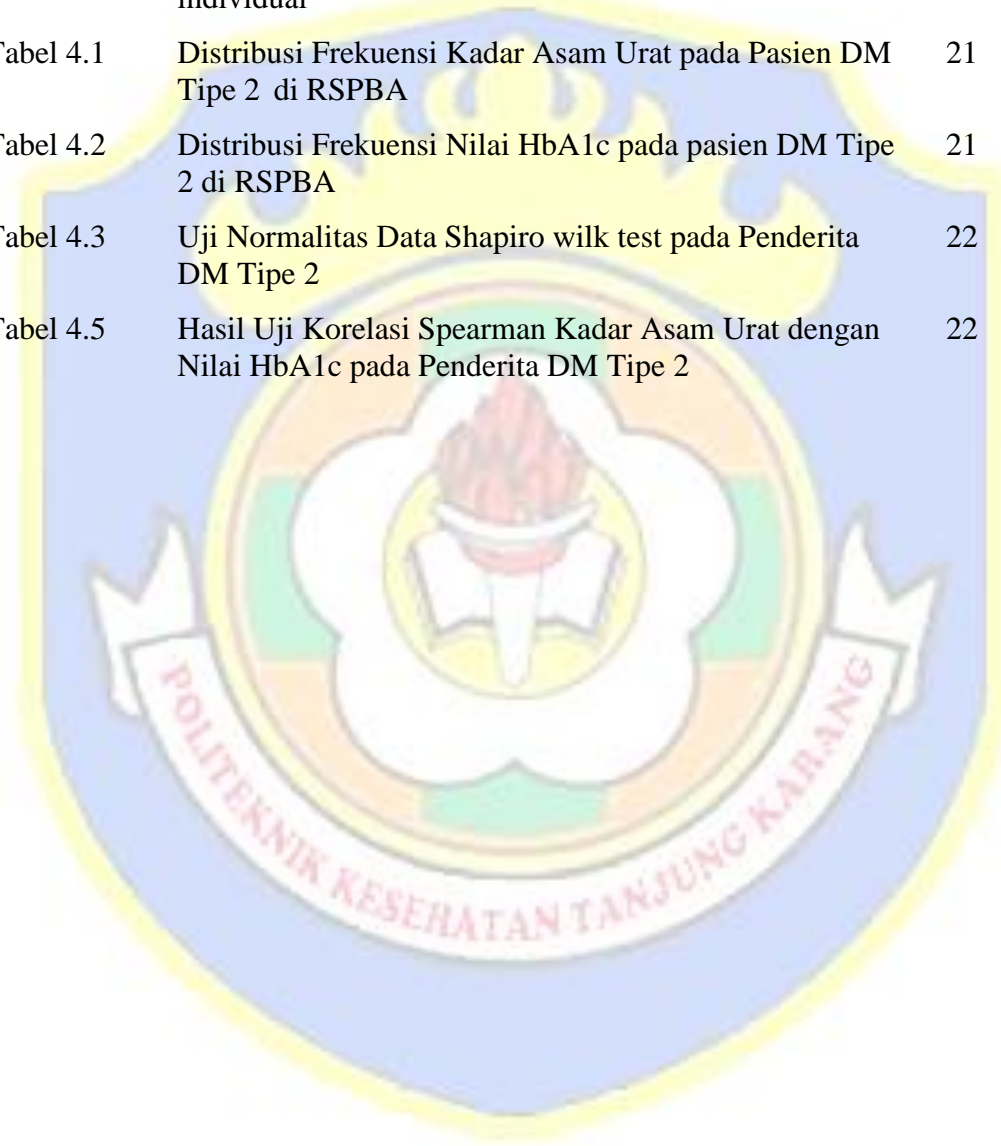 individual
Tabel 4.1 Distribusi Frekuensi Kadar Asam Urat pada Pasien DM 21
Tipe 2 di RSPBA
Tabel 4.2 Distribusi Frekuensi Nilai HbA1c pada pasien DM Tipe 21
2 di RSPBA
Tabel 4.3 Uji Normalitas Data Shapiro wilk test pada Penderita 22
DM Tipe 2
Tabel 4.5 Hasil Uji Korelasi Spearman Kadar Asam Urat dengan 22
Nilai HbA1c pada Penderita DM Tipe 2
POLITEKNIK KESEHATAN TANJUNG KARANG